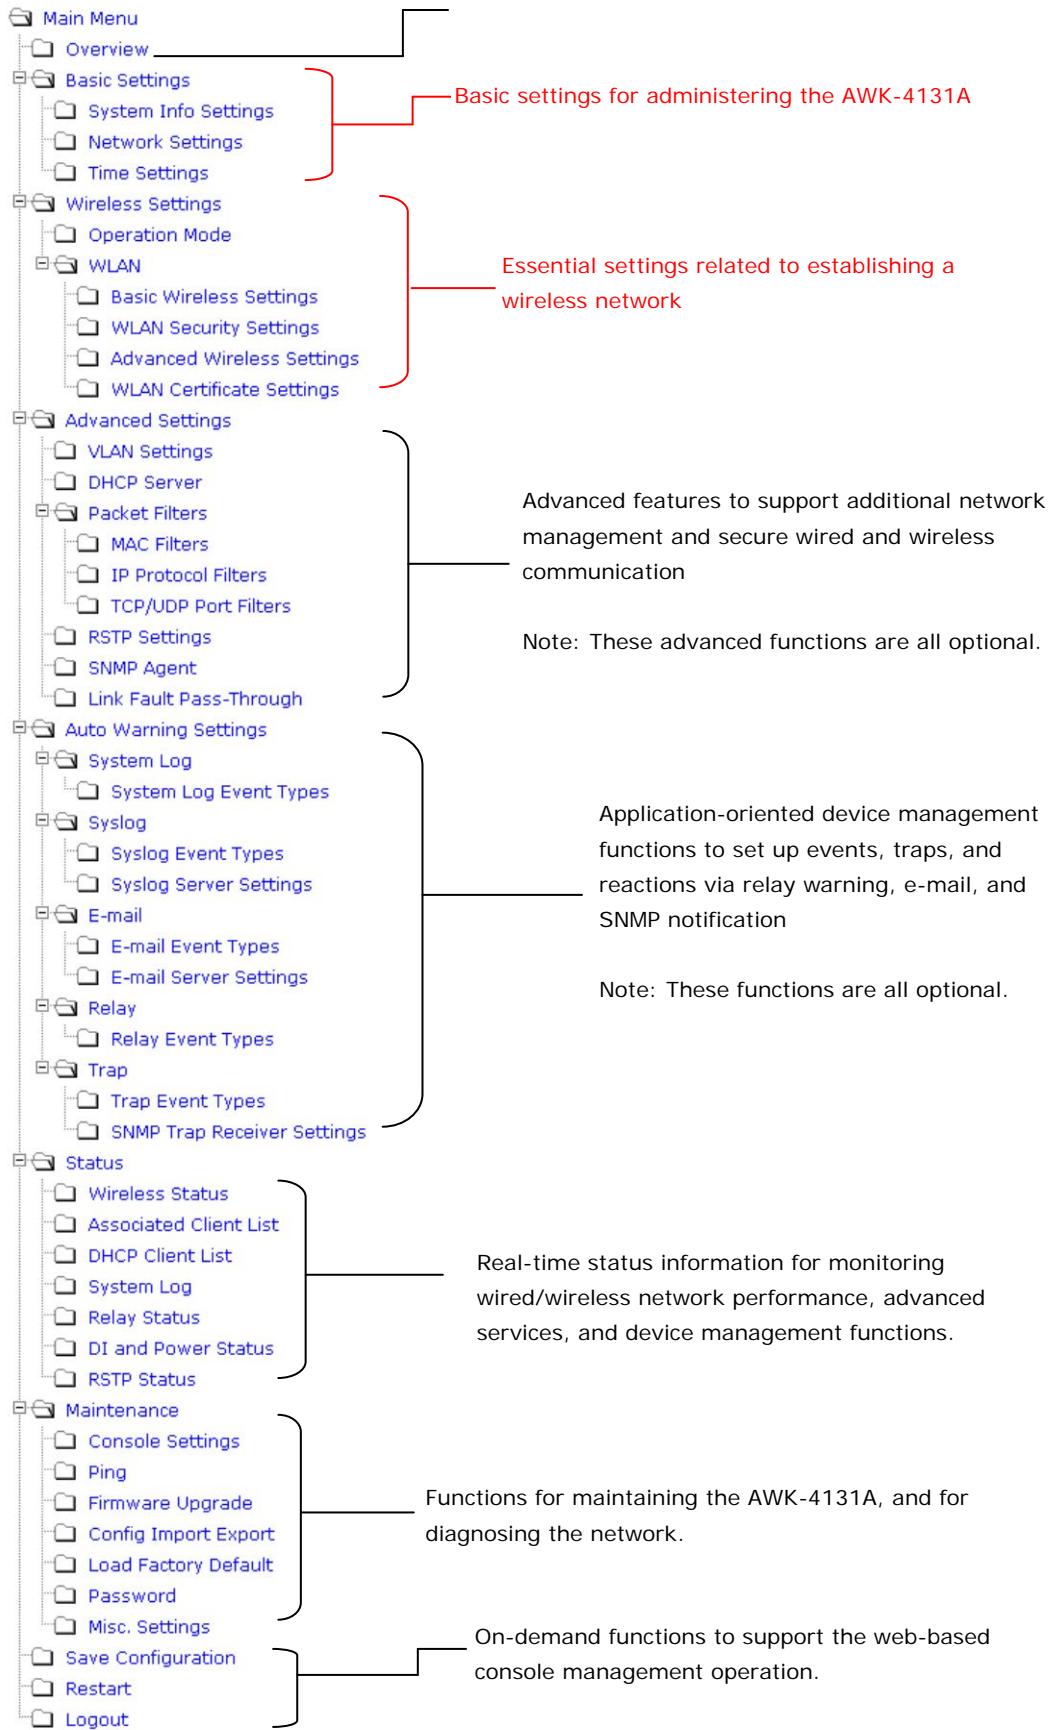 Main Menu
Overview
Basic Settings
Basic settings for administering the AWK-4131A
System Info Settings
Network Settings
Time Settings
Wireless Settings
Operation Mode
WLAN
Essential settings related to establishing a
wireless network
Basic Wireless Settings
WLAN Security Settings
Advanced Wireless Settings
WLAN Certificate Settings
Advanced Settings
VLAN Settings
DHCP Server
Packet Filters
MAC Filters
IP Protocol Filters
TCP/UDP Port Filters
RSTP Settings
SNMP Agent
Link Fault Pass-Through
Advanced features to support additional network
management and secure wired and wireless
communication
Note: These advanced functions are all optional.
Auto Warning Settings
System Log
System Log Event Types
Syslog
Syslog Event Types
Syslog Server Settings
E-mail
E-mail Event Types
E-mail Server Settings
Relay
Relay Event Types
Trap
Trap Event Types
SNMP Trap Receiver Settings
Application-oriented device management
functions to set up events, traps, and
reactions via relay warning, e-mail, and
SNMP notification
Note: These functions are all optional.
Status
Wireless Status
Associated Client List
DHCP Client List
System Log
Relay Status
DI and Power Status
RSTP Status
Real-time status information for monitoring
wired/wireless network performance, advanced
services, and device management functions.
Maintenance
Console Settings
Ping
Firmware Upgrade
Config Import Export
Load Factory Default
Password
Misc. Settings
Functions for maintaining the AWK-4131A, and for
diagnosing the network.
Save Configuration
Restart
Logout
On-demand functions to support the web-based
console management operation.